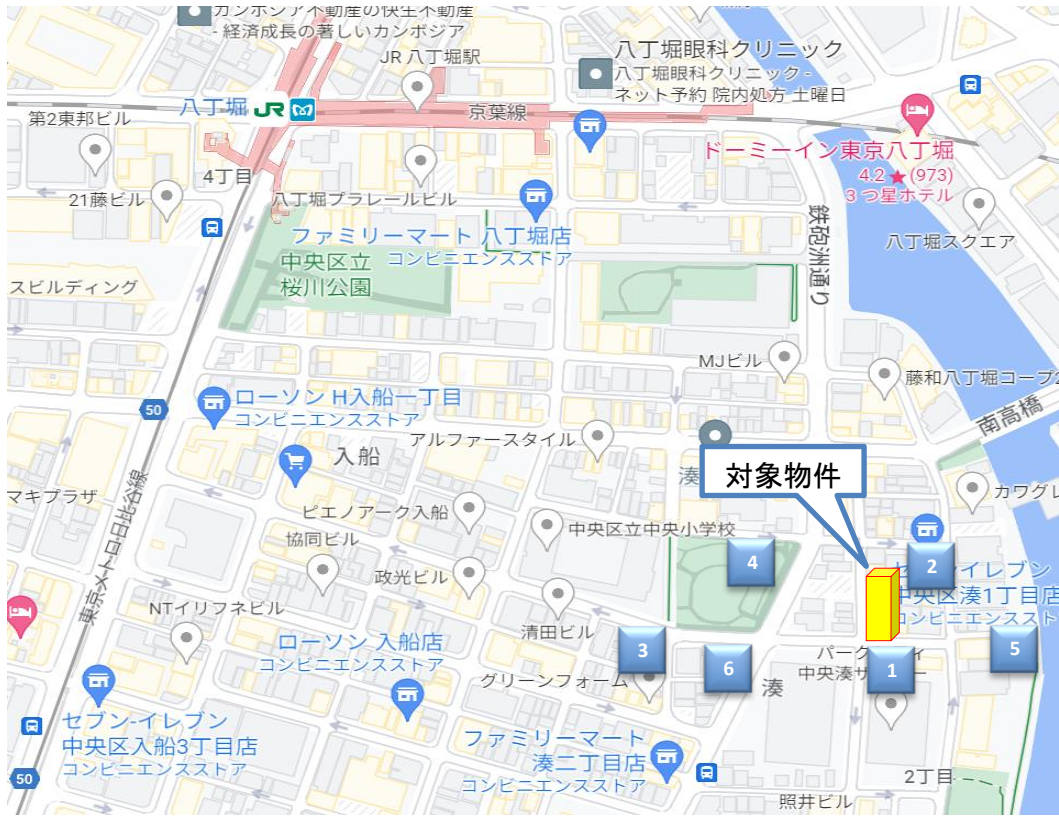 カンボジア不動産の快生不動産
- 経済成長の著しいカンボジア
JR 八丁堀駅
八丁堀眼科クリニック
八丁堀眼科クリニック -
ネット予約 院内処方 土曜日
八丁堀 JR
京葉線
第2東邦ビル
ドーミーイン東京八丁堀
4.2 ★ (973)
3 つ星ホテル
4丁目
21藤ビル
八丁堀プラレールビル
鉄砲洲通り
八丁堀スクエア
ファミリーマート 八丁堀店
コンビニエンスストア
中央区立
桜川公園
スビルディング
MJビル
藤和八丁堀コープ2
南高橋
ローソン H入船一丁目
コンビニエンスストア
50
アルファースタイル
入船
湊
対象物件
マキプラザ
カワグレ
ピエノアーク入船
中央区立中央小学校
協同ビル
東京メトロ日比谷線
政光ビル
4
2
イレブン
中央区湊1丁目店
コンビニエンススト
NTイリフネビル
清田ビル
ローソン 入船店
コンビニエンスストア
3
6
1
5
パーク
中央湊ザ
グリーンフォーム
湊
セブン-イレブン
中央区入船3丁目店
コンビニエンスストア
ファミリーマート
湊二丁目店
コンビニエンスストア
50
2丁目
照井ビル